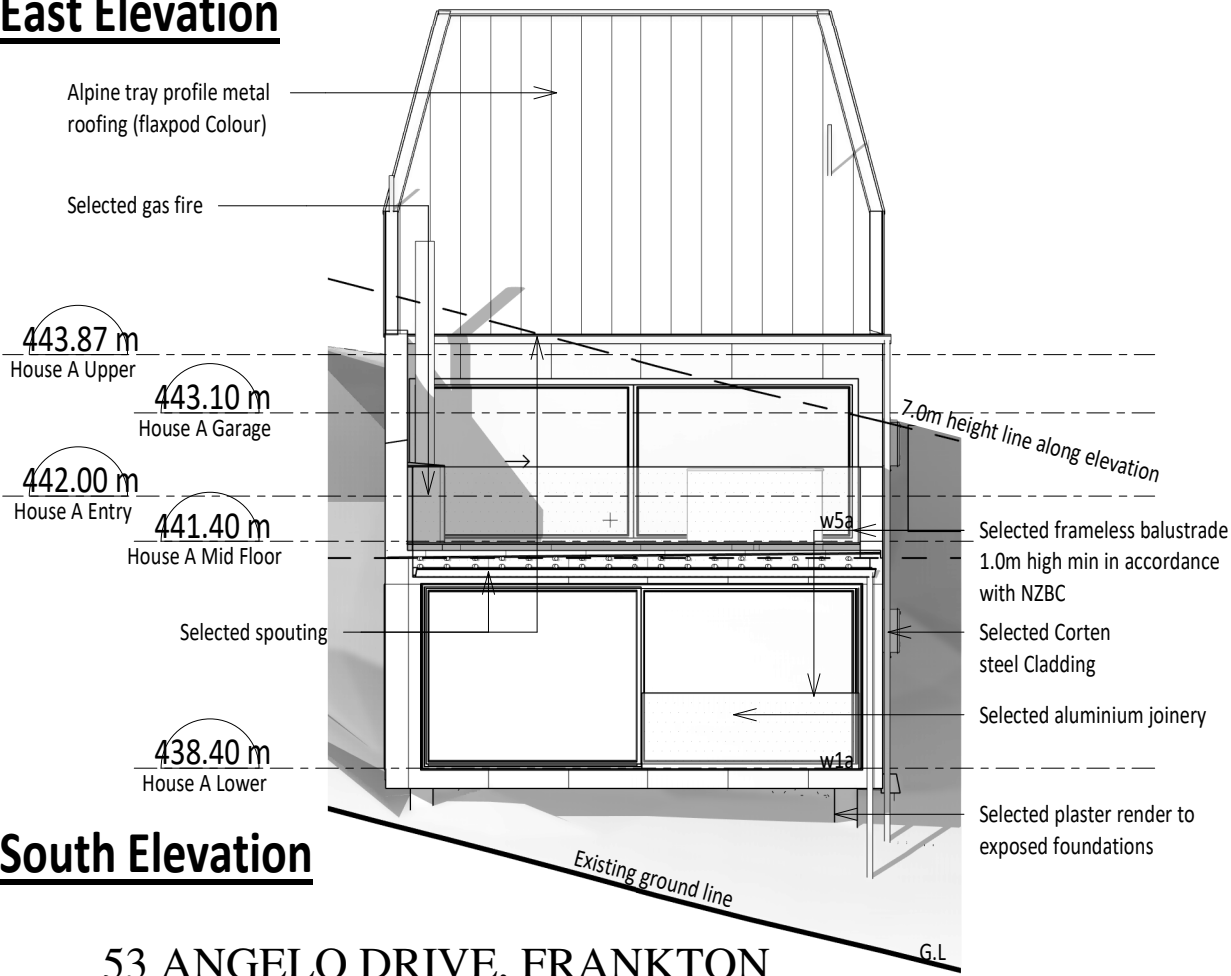 East Elevation
Alpine tray profile metal
roofing (flaxpod Colour)
Selected gas fire
443.87 m
House A Upper
443.10 m
House A Garage
7.0m height line along elevation
442.00 m
House A Entry
441.40 m
House A Mid Floor
w5a
Selected frameless balustrade
1.0m high min in accordance
with NZBC
Selected spouting
Selected Corten
steel Cladding
Selected aluminium joinery
438.40 m
House A Lower
w1a
Selected plaster render to
exposed foundations
Existing ground line
South Elevation
G.L
53 ANGELO DRIVE, FRANKTON